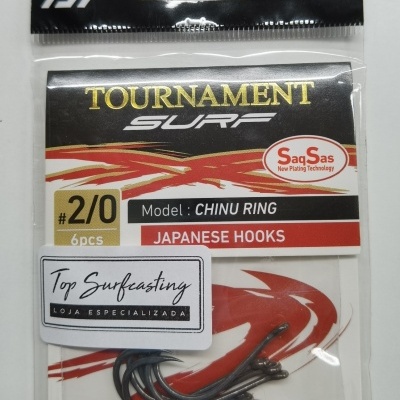 TOURNAMENT
SURF
SaqSas
New Plating Technology
#2/0
6pcs
Model : CHINU RING
JAPANESE HOOKS
Top Surfcasting
LOJA ESPECIALIZADA